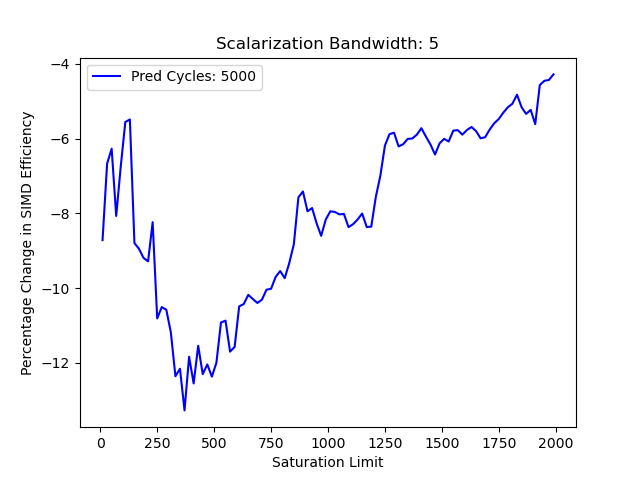 Scalarization Bandwidth: 5
Pred Cycles: 5000
Percentage Change in SIMD Efficiency
−4
−6
−8
−10
−12
0 250 500 750 1000 1250 1500 1750 2000
Saturation Limit